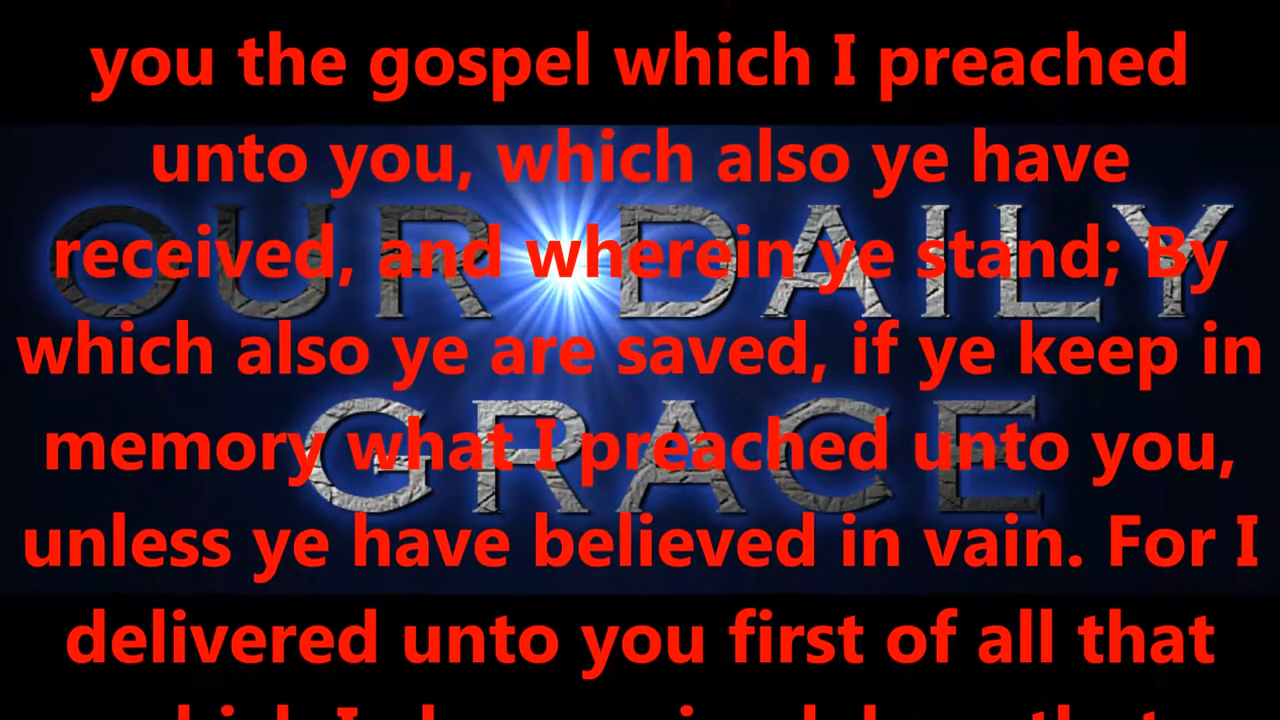 you the gospel which I preached
unto you, which also ye have
received, and wherein ye stand; By
which also ye are saved, if ye keep in
memory what I preached unto you,
unless ye have believed in vain. For I
delivered unto you first of all that
OUR DAILY
GRACE